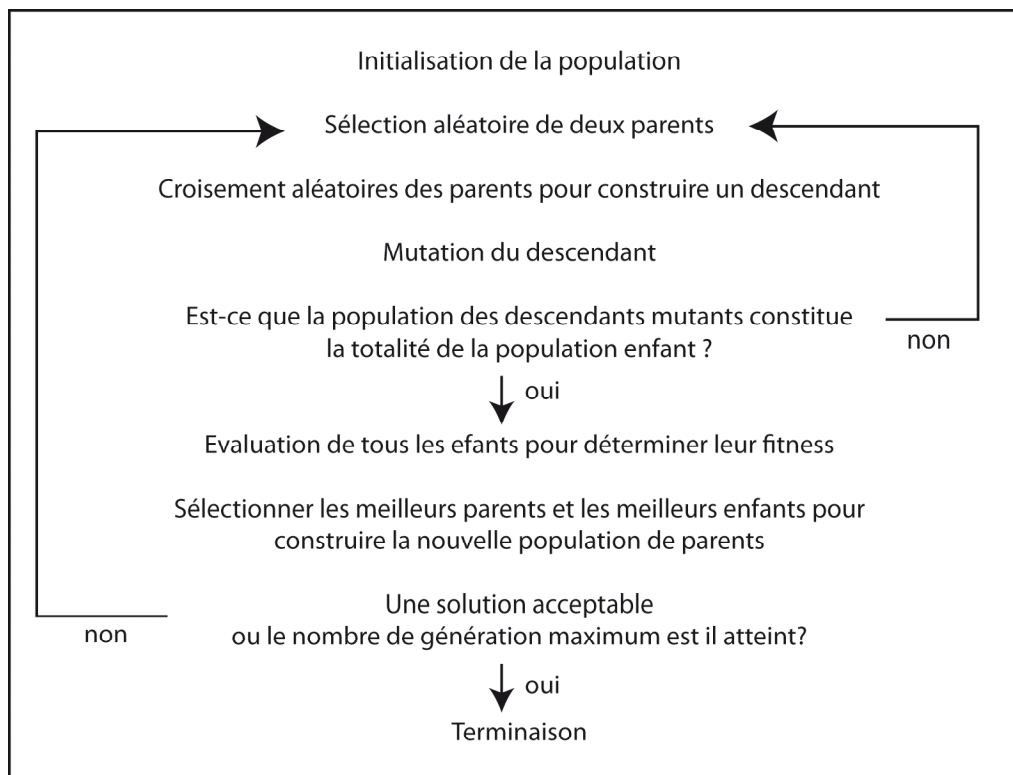 Initialisation de la population
Sélection aléatoire de deux parents
Croisement aléatoires des parents pour construire un descendant
Mutation du descendant
Est-ce que la population des descendants mutants constitue
la totalité de la population enfant ?
non
oui
Evaluation de tous les efants pour déterminer leur fitness
Sélectionner les meilleurs parents et les meilleurs enfants pour
construire la nouvelle population de parents
Une solution acceptable
ou le nombre de génération maximum est il atteint?
non
oui
Terminaison